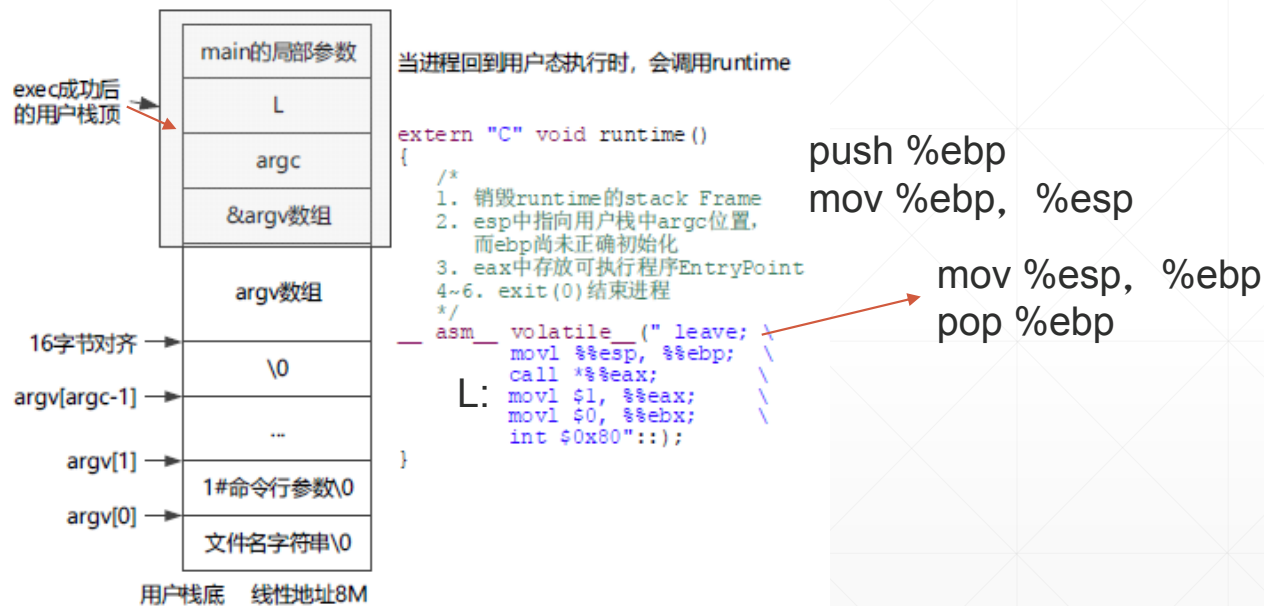 main的局部参数
exec成功后
的用户栈顶
L
argc
&argv数组
argv数组
16字节对齐
\0
argv[argc-1]
...
argv[1]
1#命令行参数\0
argv[0]
文件名字符串\0
用户栈底 线性地址8M
当进程回到用户态执行时，会调用runtime
extern "C" void runtime()
{
/*
1. 销毁runtime的stack Frame
2. esp中指向用户栈中argc位置，
而ebp尚未正确初始化
3. eax中存放可执行程序EntryPoint
4~6. exit(0)结束进程
*/
__ asm__ volatile__(" leave; \
movl %%esp, %%ebp; \
call *%%eax; \
L: movl $1, %%eax; \
movl $0, %%ebx; \
int $0x80"::);
}
push %ebp
mov %ebp，%esp
mov %esp，%ebp
pop %ebp